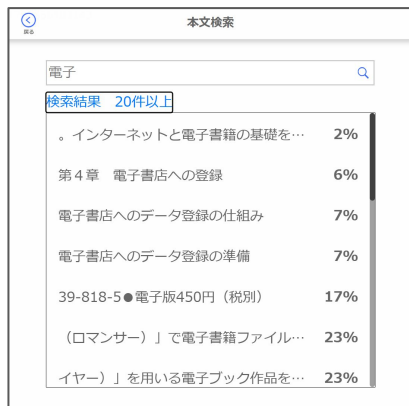 本文検索
戻る
電子
検索結果　20件以上
。インターネットと電子書籍の基礎を… 2%
第４章　電子書店への登録 6%
電子書店へのデータ登録の仕組み 7%
電子書店へのデータ登録の準備 7%
39-818-5●電子版450円（税別） 17%
（ロマンサー）」で電子書籍ファイル… 23%
イヤー）」を用いる電子ブック作品を… 23%